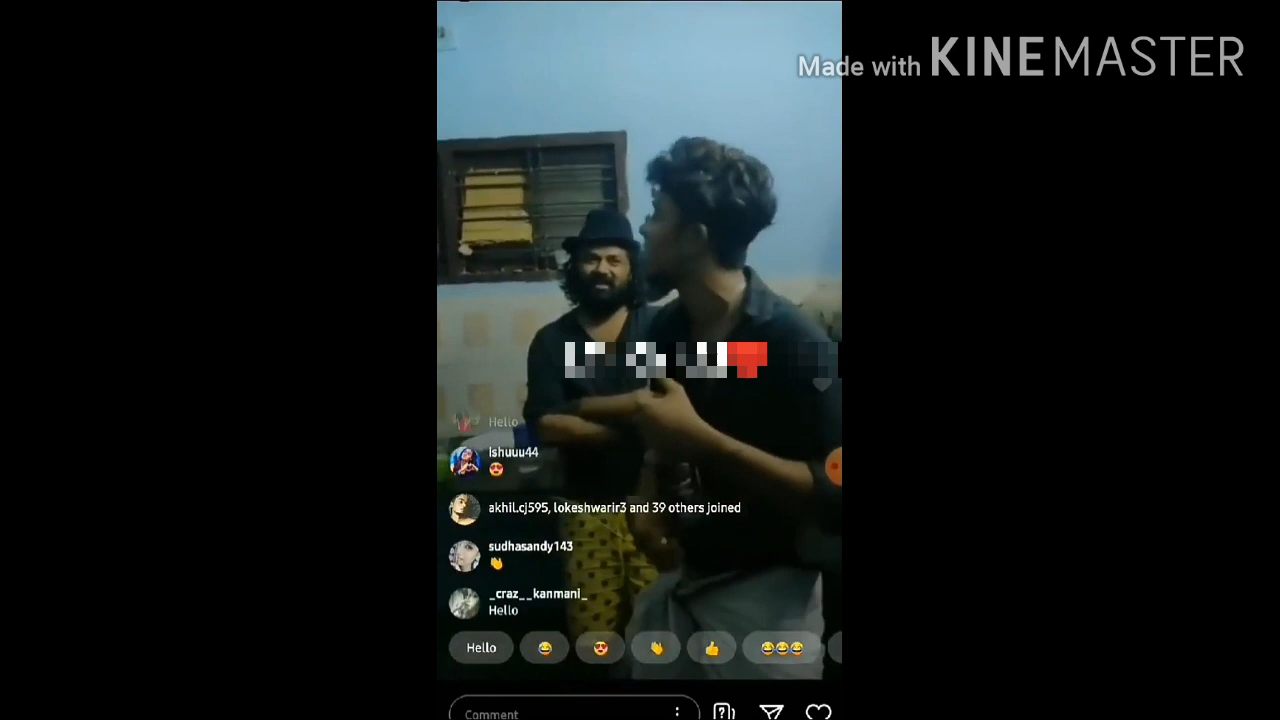 Made with KINEMASTER
Hello
ishuuu44
😍
akhil.cj595, lokeshwarir3 and 39 others joined
sudhasandy143
👏
_craz__kanmani_
Hello
Hello 😂 😍 👏 👍 😂😂😂
Comment